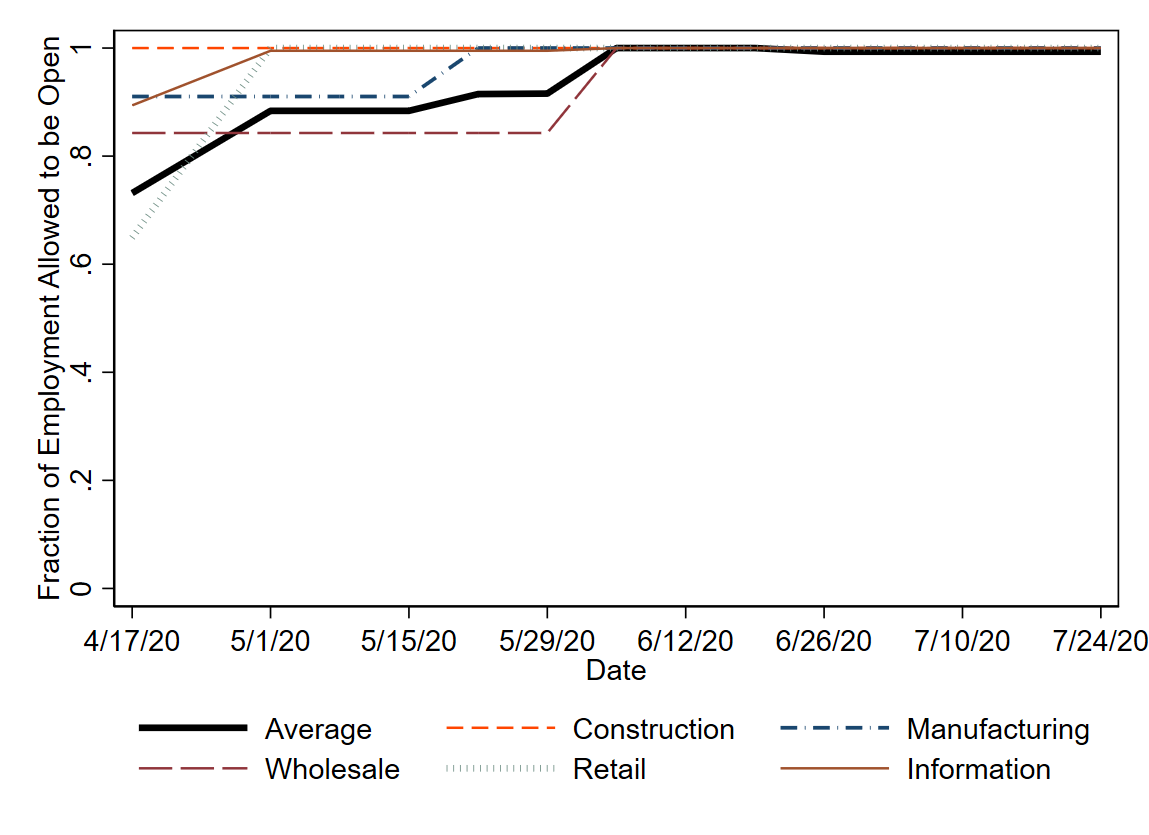 Fraction of Employment Allowed to be Open
1
.8
.6
.4
.2
0
4/17/20 5/1/20 5/15/20 5/29/20 6/12/20 6/26/20 7/10/20 7/24/20
Date
Average Construction Manufacturing
Wholesale Retail Information